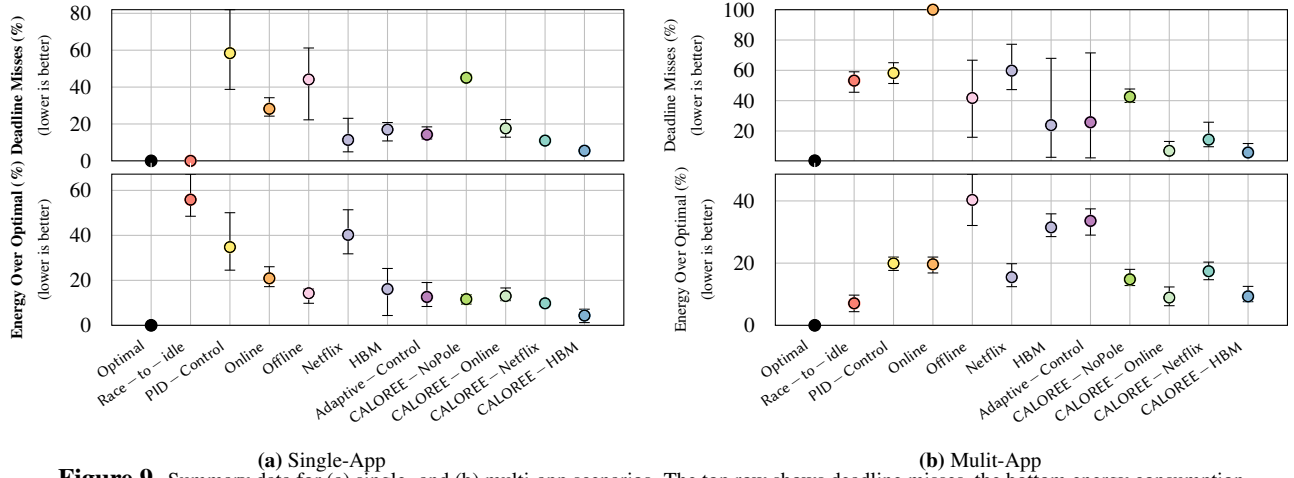 Deadline Misses (%)
(lower is better)
80
60
40
20
0
Energy Over Optimal (%)
(lower is better)
60
40
20
0
Optimal
Race – to – idle
PID – Control
Online
Offline
Netflix
HBM
Adaptive – Control
CALOREE – NoPole
CALOREE – Online
CALOREE – Netflix
CALOREE – HBM
(a) Single-App
Deadline Misses (%)
(lower is better)
100
80
60
40
20
Energy Over Optimal (%)
(lower is better)
40
20
0
Optimal
Race – to – idle
PID – Control
Online
Offline
Netflix
HBM
Adaptive – Control
CALOREE – NoPole
CALOREE – Online
CALOREE – Netflix
CALOREE – HBM
(b) Mulit-App
Figure 9. Summary data for (a) single- and (b) multi-app scenarios. The top row shows deadline misses, the bottom energy consumption